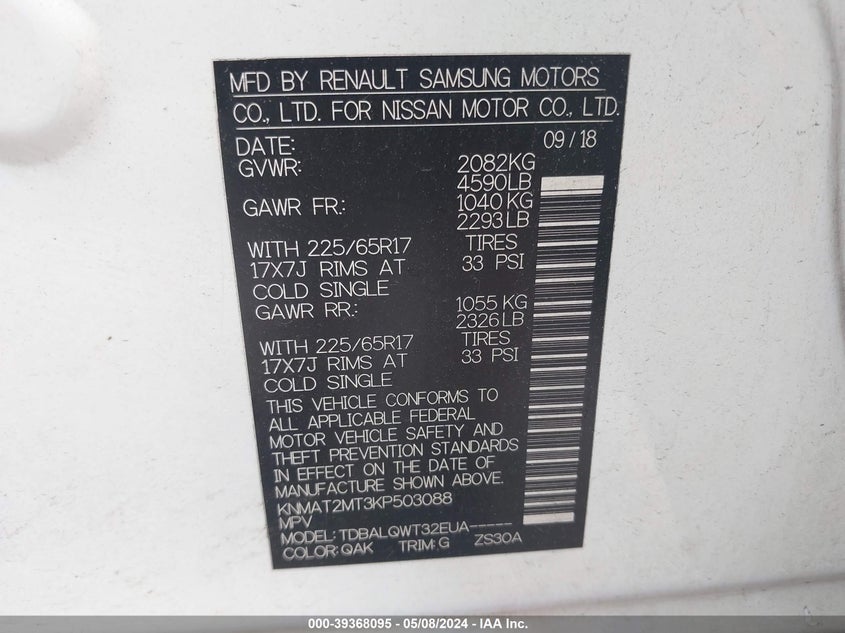 MFD BY RENAULT SAMSUNG MOTORS
CO., LTD. FOR NISSAN MOTOR CO., LTD.
DATE: 09 / 18
GVWR: 2082KG
4590LB
GAWR FR.: 1040 KG
2293 LB
WITH 225/65R17 TIRES
17X7J RIMS AT 33 PSI
COLD SINGLE
GAWR RR.: 1055 KG
2326 LB
WITH 225/65R17 TIRES
17X7J RIMS AT 33 PSI
COLD SINGLE
THIS VEHICLE CONFORMS TO
ALL APPLICABLE FEDERAL
MOTOR VEHICLE SAFETY AND
THEFT PREVENTION STANDARDS
IN EFFECT ON THE DATE OF
MANUFACTURE SHOWN ABOVE.
KNMAT2MT3KP503088
MPV
MODEL: TDBALQWT32EUA-----
COLOR: QAK TRIM: G ZS30A
000-39368095 - 05/08/2024 - IAA Inc.